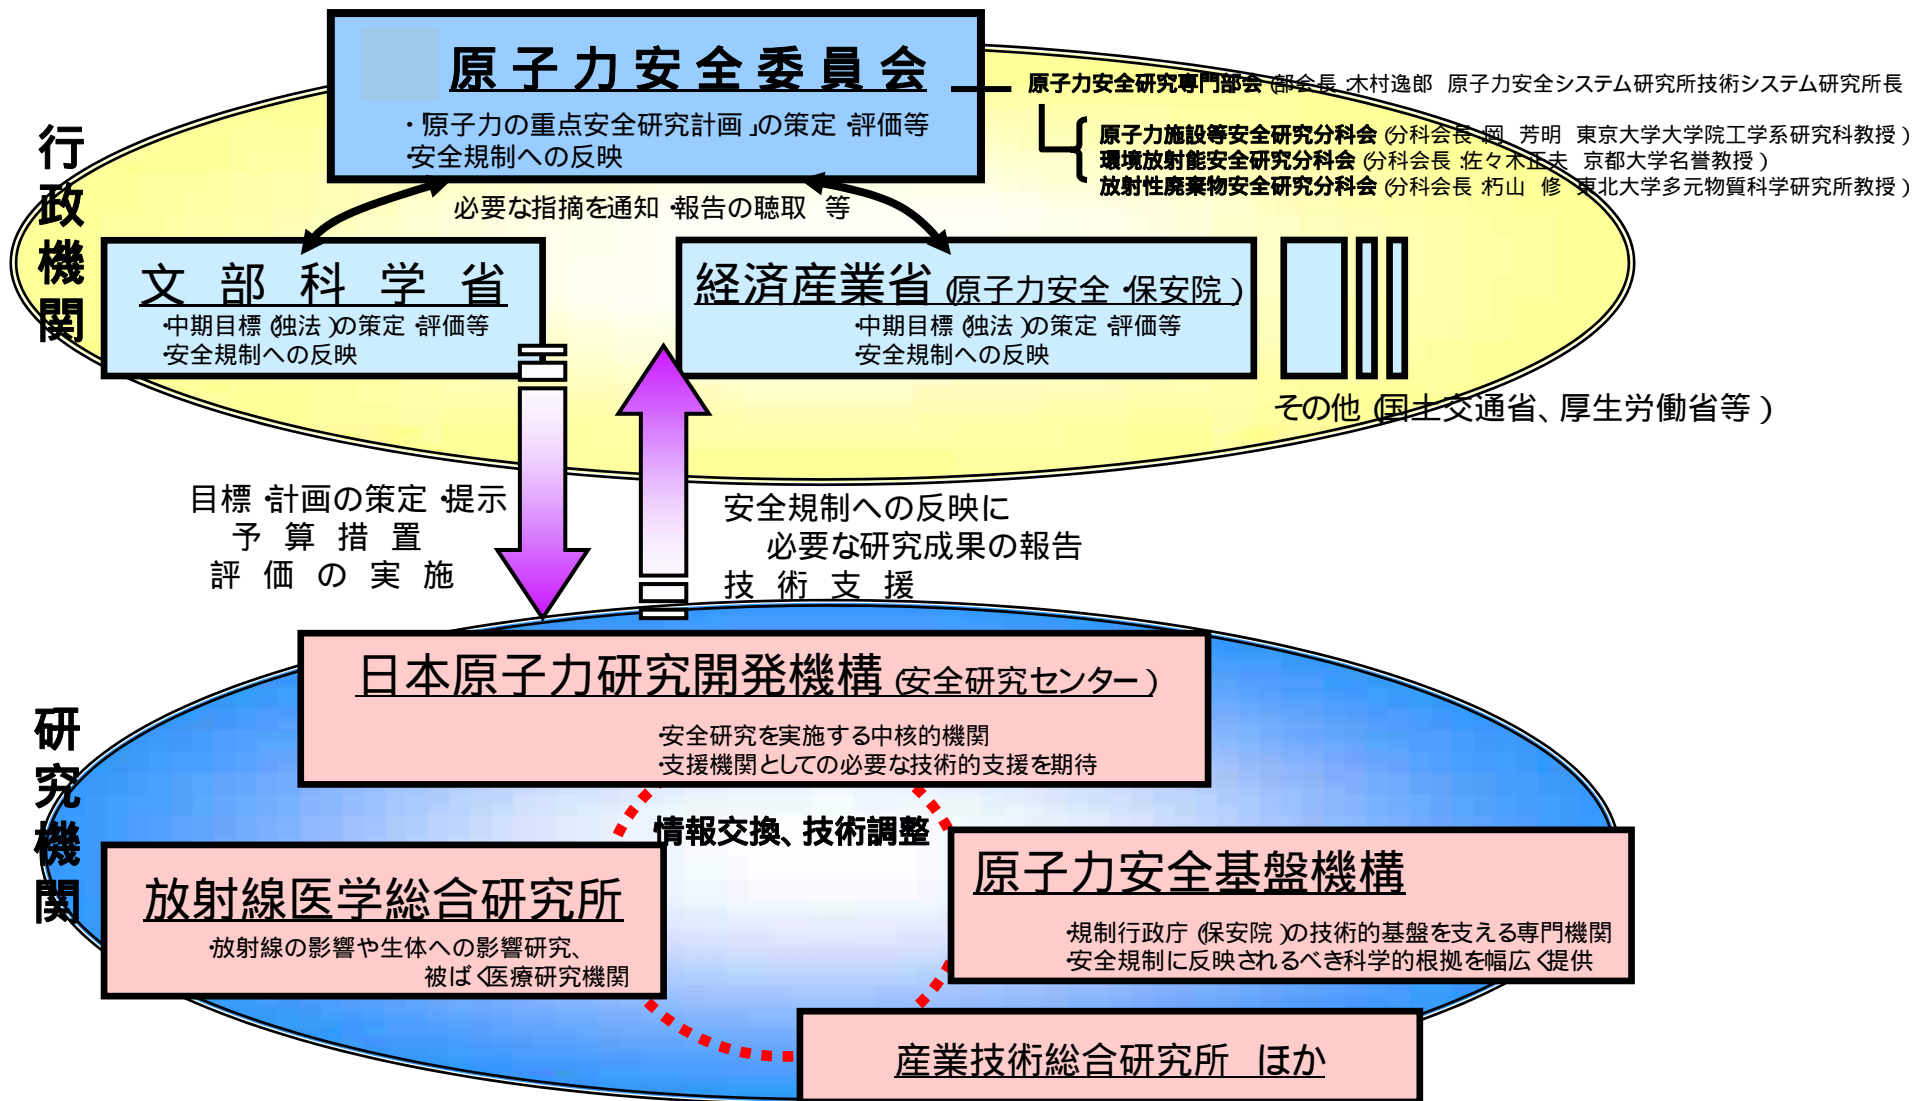 原子力安全委員会
・「原子力の重点安全研究計画」の策定・評価等
・安全規制への反映
原子力安全研究専門部会(部会長:木村逸郎 原子力安全システム研究所技術システム研究所長
原子力施設等安全研究分科会(分科会長:岡 芳明 東京大学大学院工学系研究科教授)
環境放射能安全研究分科会(分科会長:佐々木正夫 京都大学名誉教授)
放射性廃棄物安全研究分科会(分科会長:朽山 修 東北大学多元物質科学研究所教授)
行政機関
必要な指摘を通知・報告の聴取 等
文部科学省
・中期目標(独法)の策定・評価等
・安全規制への反映
経済産業省(原子力安全・保安院)
・中期目標(独法)の策定・評価等
・安全規制への反映
その他(国土交通省、厚生労働省等)
目標・計画の策定・提示
予算措置
評価の実施
安全規制への反映に
必要な研究成果の報告
技術支援
研究機関
日本原子力研究開発機構(安全研究センター)
・安全研究を実施する中核的機関
・支援機関としての必要な技術的支援を期待
情報交換、技術調整
放射線医学総合研究所
・放射線の影響や生体への影響研究、
被ばく医療研究機関
原子力安全基盤機構
・規制行政庁(保安院)の技術的基盤を支える専門機関
・安全規制に反映されるべき科学的根拠を幅広く提供
産業技術総合研究所 ほか